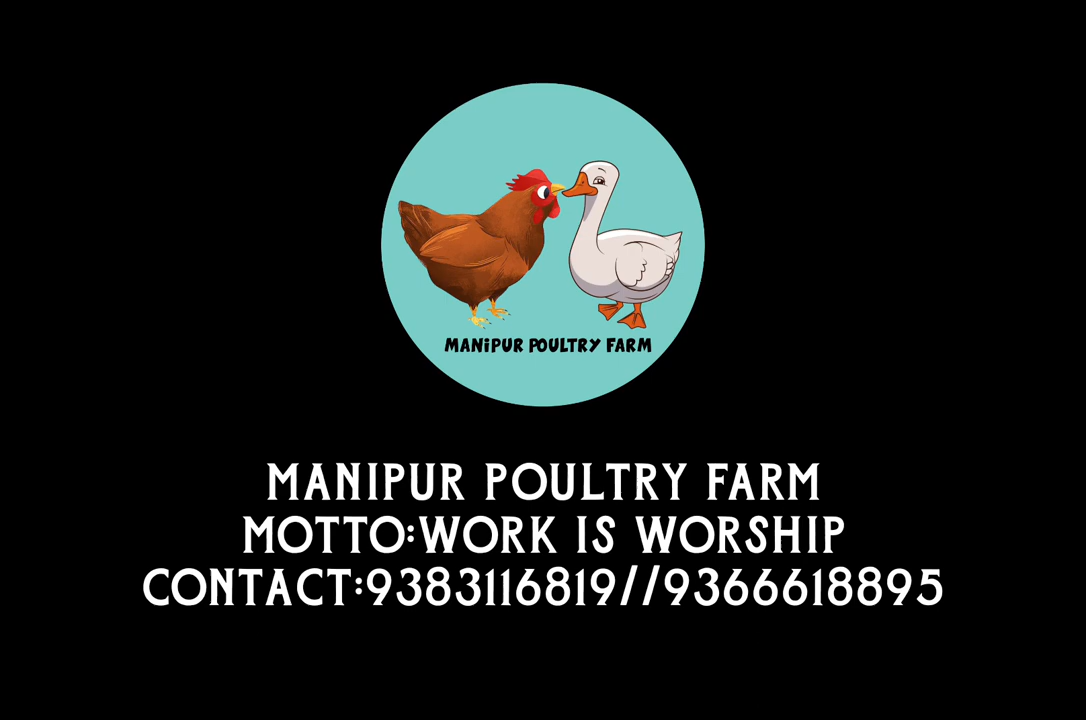 MANiPUR POULTRY FARM
MANIPUR POULTRY FARM
MOTTO:WORK IS WORSHIP
CONTACT:9383116819//9366618895